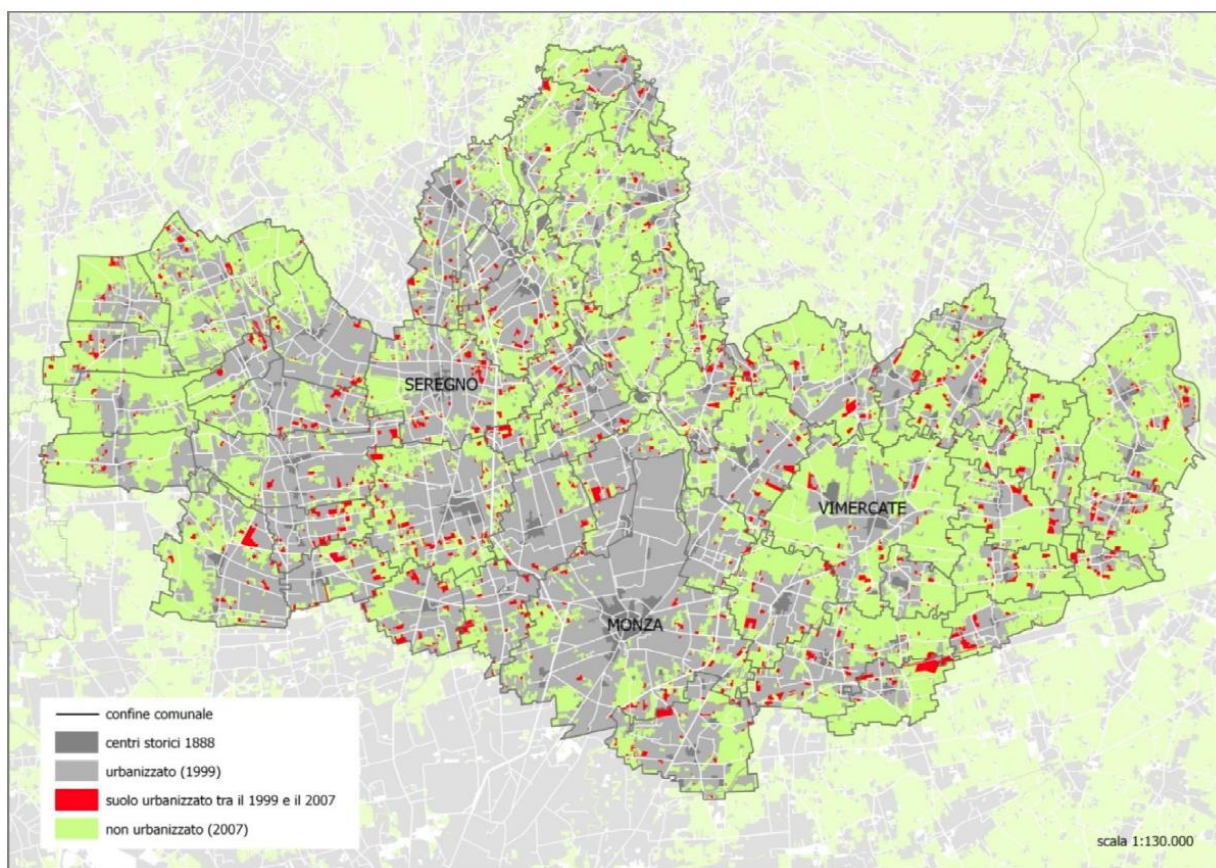 SEREGNO
VIMERCATE
MONZA
confine comunale
centri storici 1888
urbanizzato (1999)
suolo urbanizzato tra il 1999 e il 2007
non urbanizzato (2007)
scala 1:130.000